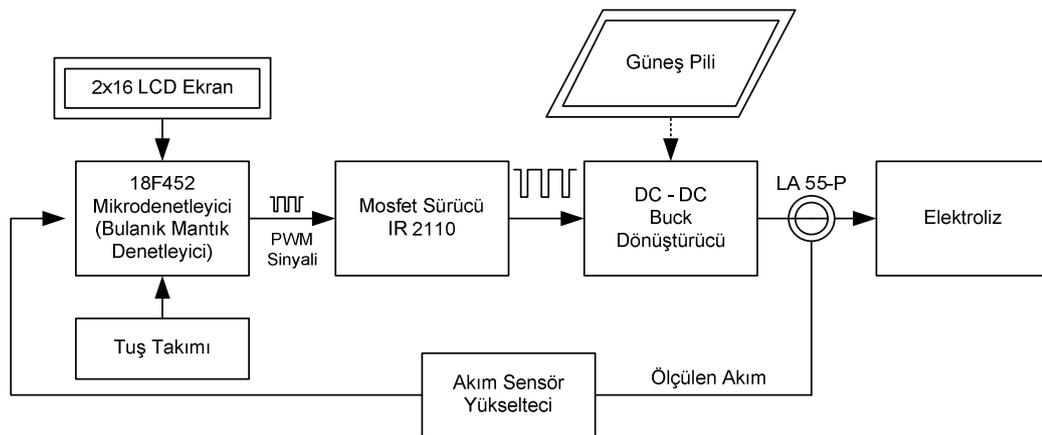 2x16 LCD Ekran
Güneş Pili
18F452
Mikrodenetleyici
(Bulanık Mantık
Denetleyici)
PWM
Sinyali
Mosfet Sürücü
IR 2110
DC - DC
Buck
Dönüştürücü
LA 55-P
Elektroliz
Tuş Takımı
Akım Sensör
Yükselteci
Ölçülen Akım